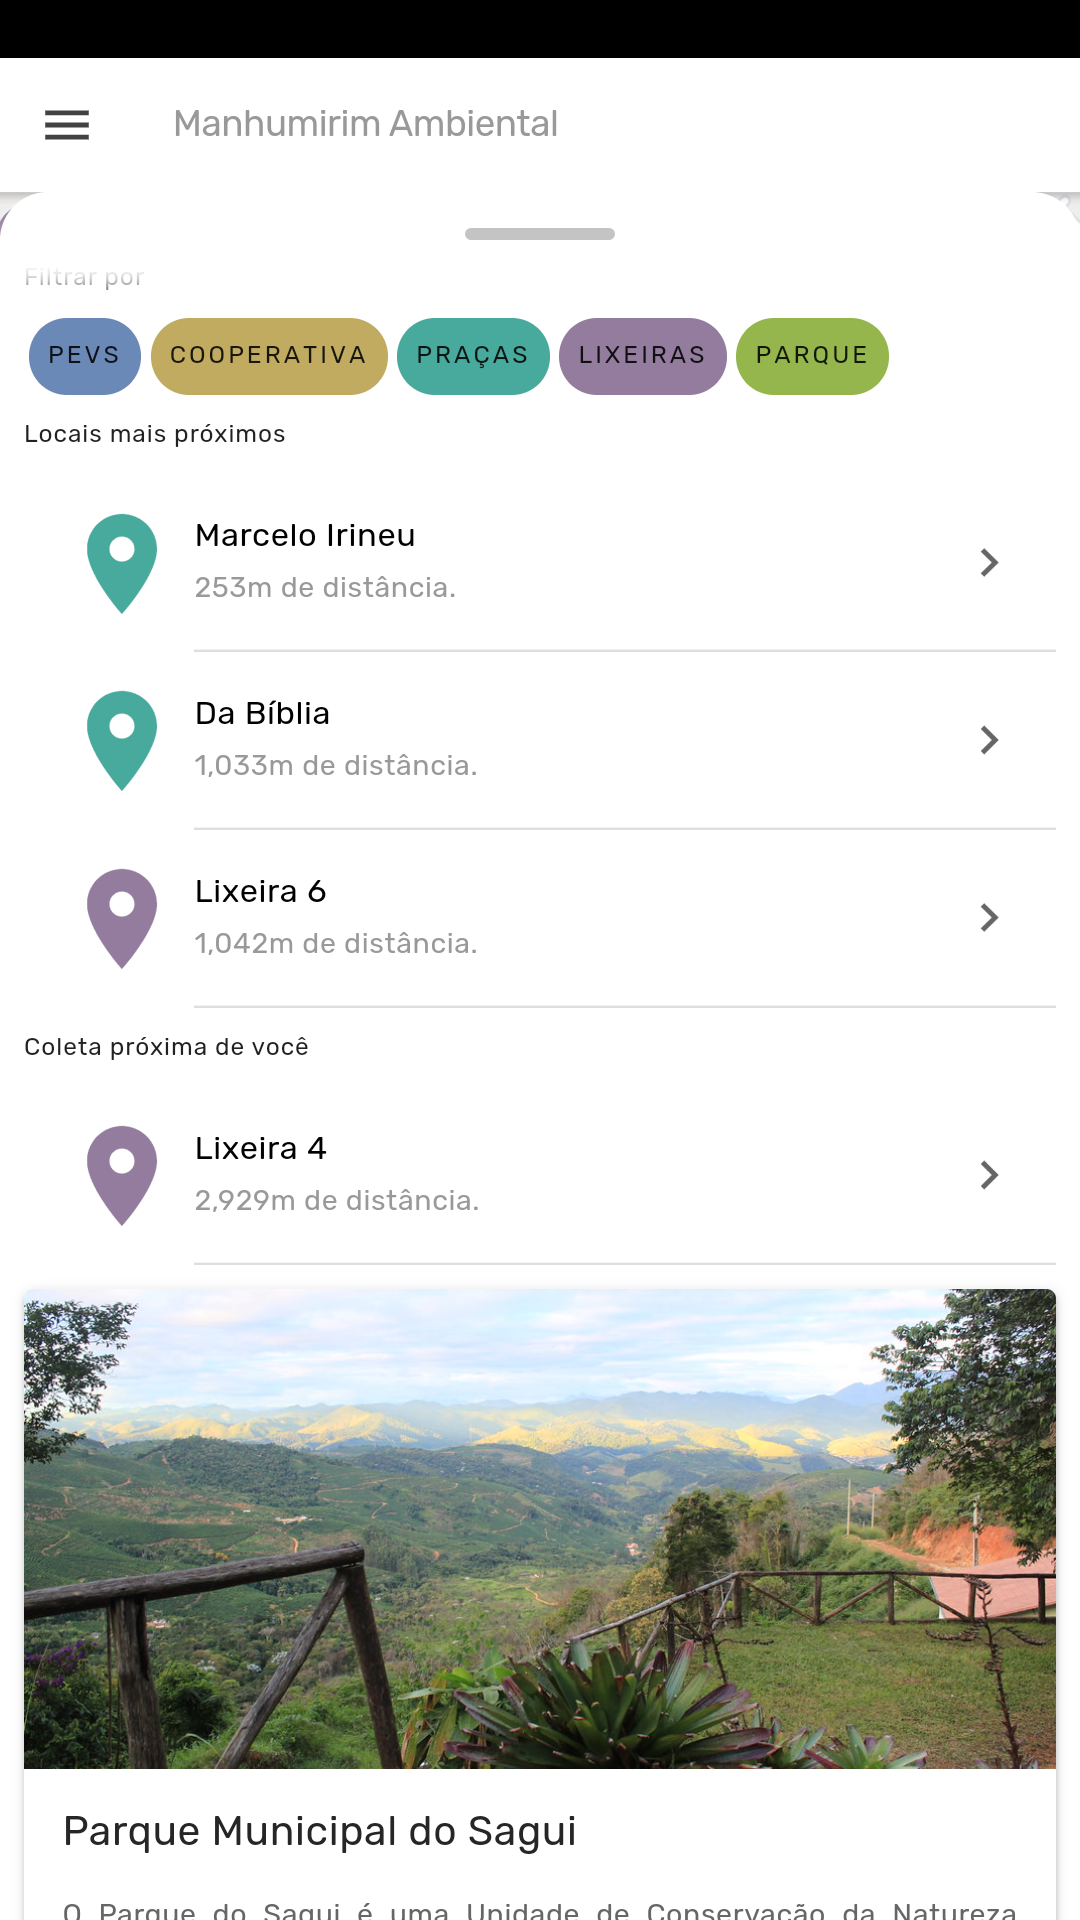 Manhumirim Ambiental
Filtrar por
PEVS COOPERATIVA PRAÇAS LIXEIRAS PARQUE
Locais mais próximos
Marcelo Irineu
253m de distância.
Da Bíblia
1,033m de distância.
Lixeira 6
1,042m de distância.
Coleta próxima de você
Lixeira 4
2,929m de distância.
Parque Municipal do Sagui
O Parque do Sagui é uma Unidade de Conservação da Natureza